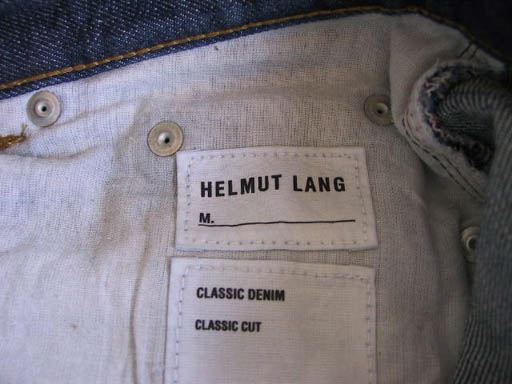 HELMUT LANG
M.
CLASSIC DENIM
CLASSIC CUT